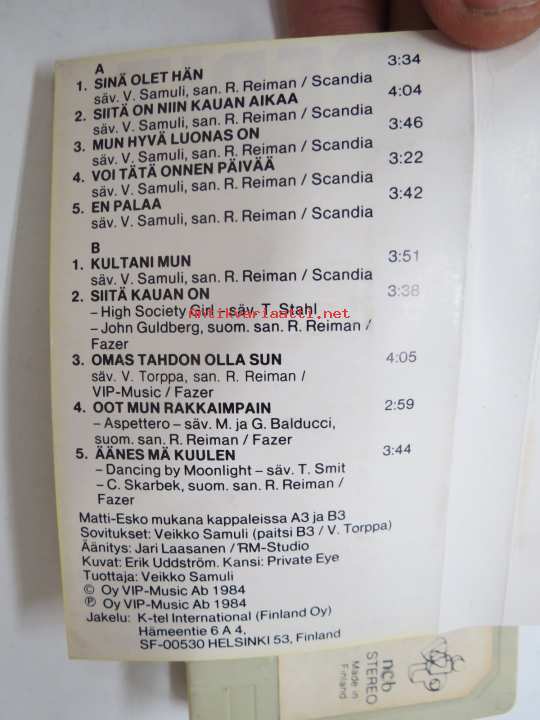 A
1. SINÄ OLET HÄN 3:34
säv. V. Samuli, san. R. Reiman / Scandia
2. SIITÄ ON NIIN KAUAN AIKAA 4:04
säv. V. Samuli, san. R. Reiman / Scandia
3. MUN HYVÄ LUONAS ON 3:46
säv. V. Samuli, san. R. Reiman / Scandia
4. VOI TÄTÄ ONNEN PÄIVÄÄ 3:22
säv. V. Samuli, san. R. Reiman / Scandia
5. EN PALAA 3:42
säv. V. Samuli, san. R. Reiman / Scandia
B
1. KULTANI MUN 3:51
säv. V. Samuli, san. R. Reiman / Scandia
2. SIITÄ KAUAN ON 3:38
– High Society Girl – säv. T. Stahl
– John Guldberg, suom. san. R. Reiman /
Fazer
3. OMAS TAHDON OLLA SUN 4:05
säv. V. Torppa, san. R. Reiman /
VIP-Music / Fazer
4. OOT MUN RAKKAIMPAIN 2:59
– Aspettero – säv. M. ja G. Balducci,
suom. san. R. Reiman / Fazer
5. ÄÄNES MÄ KUULEN 3:44
– Dancing by Moonlight – säv. T. Smit
– C. Skarbek, suom. san. R. Reiman /
Fazer
Matti-Esko mukana kappaleissa A3 ja B3
Sovitukset: Veikko Samuli (paitsi B3 / V. Torppa)
Äänitys: Jari Laasanen / RM-Studio
Kuvat: Erik Uddström. Kansi: Private Eye
Tuottaja: Veikko Samuli
© Oy VIP-Music Ab 1984
℗ Oy VIP-Music Ab 1984
Jakelu: K-tel International (Finland Oy)
Hämeentie 6 A 4,
SF-00530 HELSINKI 53, Finland
ncb
STEREO
Made in
Finland